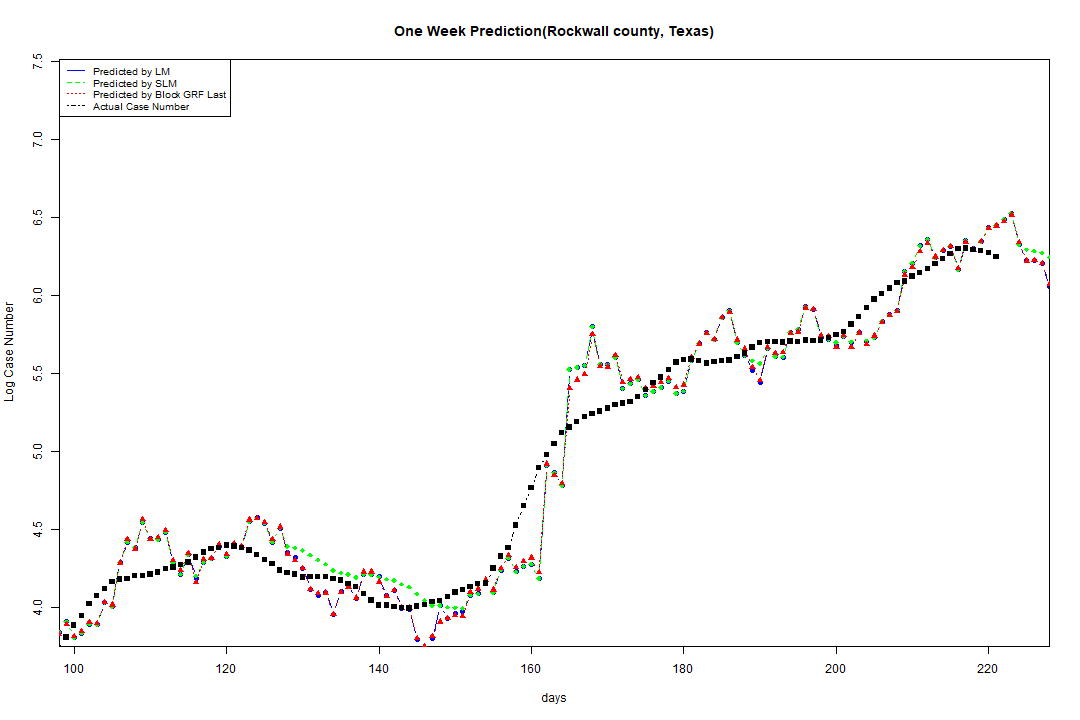 One Week Prediction(Rockwall county, Texas)
Predicted by LM
Predicted by SLM
Predicted by Block GRF Last
Actual Case Number
7.5
7.0
6.5
6.0
5.5
5.0
4.5
4.0
Log Case Number
100 120 140 160 180 200 220
days